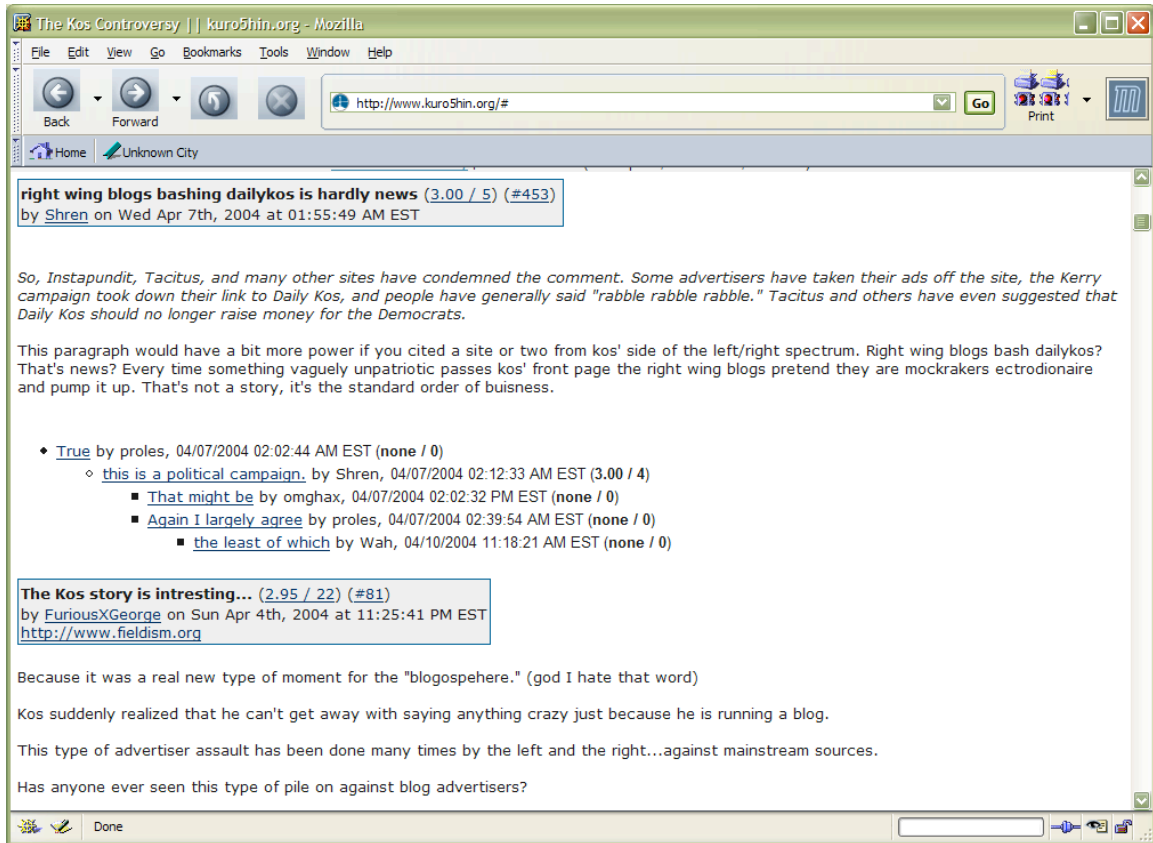 The Kos Controversy || kuro5hin.org - Mozilla
File Edit View Go Bookmarks Tools Window Help
http://www.kuro5hin.org/#
Go
Back Forward Print
Home Unknown City
right wing blogs bashing dailykos is hardly news (3.00 / 5) (#453)
by Shren on Wed Apr 7th, 2004 at 01:55:49 AM EST
So, Instapundit, Tacitus, and many other sites have condemned the comment. Some advertisers have taken their ads off the site, the Kerry
campaign took down their link to Daily Kos, and people have generally said "rabble rabble rabble." Tacitus and others have even suggested that
Daily Kos should no longer raise money for the Democrats.
This paragraph would have a bit more power if you cited a site or two from kos' side of the left/right spectrum. Right wing blogs bash dailykos?
That's news? Every time something vaguely unpatriotic passes kos' front page the right wing blogs pretend they are mockrakers ectrodionaire
and pump it up. That's not a story, it's the standard order of buisness.
True by proles, 04/07/2004 02:02:44 AM EST (none / 0)
this is a political campaign. by Shren, 04/07/2004 02:12:33 AM EST (3.00 / 4)
That might be by omghax, 04/07/2004 02:02:32 PM EST (none / 0)
Again I largely agree by proles, 04/07/2004 02:39:54 AM EST (none / 0)
the least of which by Wah, 04/10/2004 11:18:21 AM EST (none / 0)
The Kos story is intresting... (2.95 / 22) (#81)
by FuriousXGeorge on Sun Apr 4th, 2004 at 11:25:41 PM EST
http://www.fieldism.org
Because it was a real new type of moment for the "blogospehere." (god I hate that word)
Kos suddenly realized that he can't get away with saying anything crazy just because he is running a blog.
This type of advertiser assault has been done many times by the left and the right...against mainstream sources.
Has anyone ever seen this type of pile on against blog advertisers?
Done